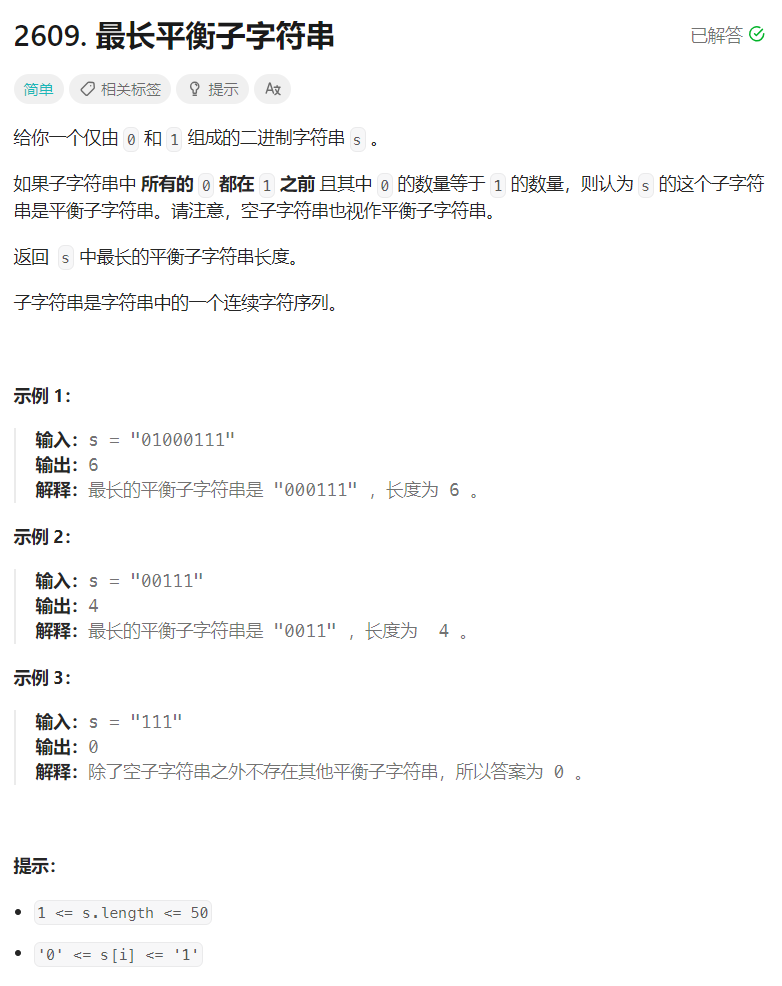 2609. 最长平衡子字符串
已解答
简单 相关标签 提示
给你一个仅由 0 和 1 组成的二进制字符串 s 。
如果子字符串中 所有的 0 都在 1 之前 且其中 0 的数量等于 1 的数量，则认为 s 的这个子字符
串是平衡子字符串。请注意，空子字符串也视作平衡子字符串。
返回 s 中最长的平衡子字符串长度。
子字符串是字符串中的一个连续字符序列。
示例 1：
输入：s = "01000111"
输出：6
解释：最长的平衡子字符串是 "000111" ，长度为 6 。
示例 2：
输入：s = "00111"
输出：4
解释：最长的平衡子字符串是 "0011" ，长度为  4 。
示例 3：
输入：s = "111"
输出：0
解释：除了空子字符串之外不存在其他平衡子字符串，所以答案为 0 。
提示：
• 1 <= s.length <= 50
• '0' <= s[i] <= '1'